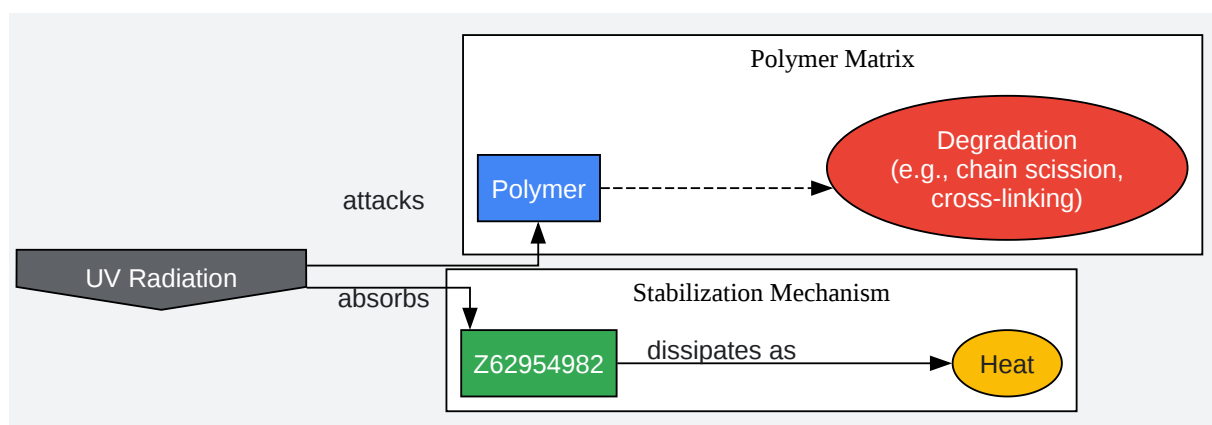 Polymer Matrix
Degradation
(e.g., chain scission,
cross-linking)
Polymer
attacks
UV Radiation
absorbs
Stabilization Mechanism
Z62954982
dissipates as
Heat